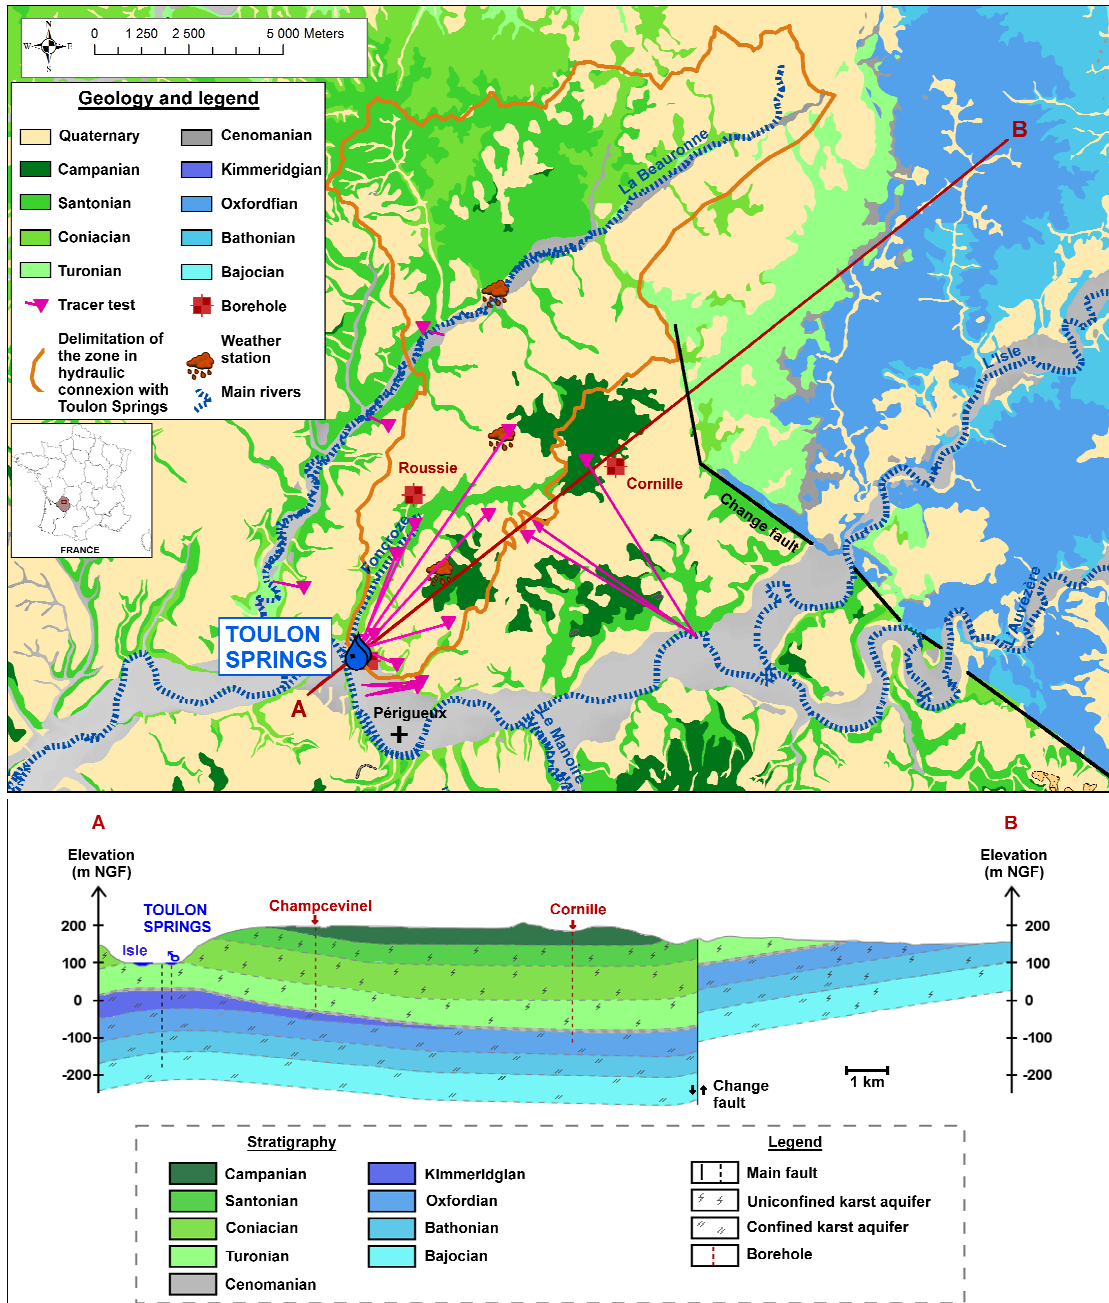 N
W
E
S
0 1 250 2 500 5 000 Meters
Geology and legend
Quaternary
Cenomanian
Campanian
Kimmeridgian
Santonian
Oxfordfian
Coniacian
Bathonian
Turonian
Bajocian
Tracer test
Borehole
Delimitation of
the zone in
hydraulic
connexion with
Toulon Springs
Weather
station
Main rivers
FRANCE
La Beauronne
B
L'Isle
Roussie
Cornille
Change fault
Foncroze
L'Auvezère
TOULON
SPRINGS
A
Périgueux
Le Manoire
A
B
Elevation
(m NGF)
Elevation
(m NGF)
TOULON
SPRINGS
Isle
Champcevinel
Cornille
200
100
0
-100
-200
200
100
0
-100
-200
1 km
Change
fault
Stratigraphy
Campanian
Santonian
Coniacian
Turonian
Cenomanian
Kimmeridgian
Oxfordian
Bathonian
Bajocian
Legend
Main fault
Uniconfined karst aquifer
Confined karst aquifer
Borehole